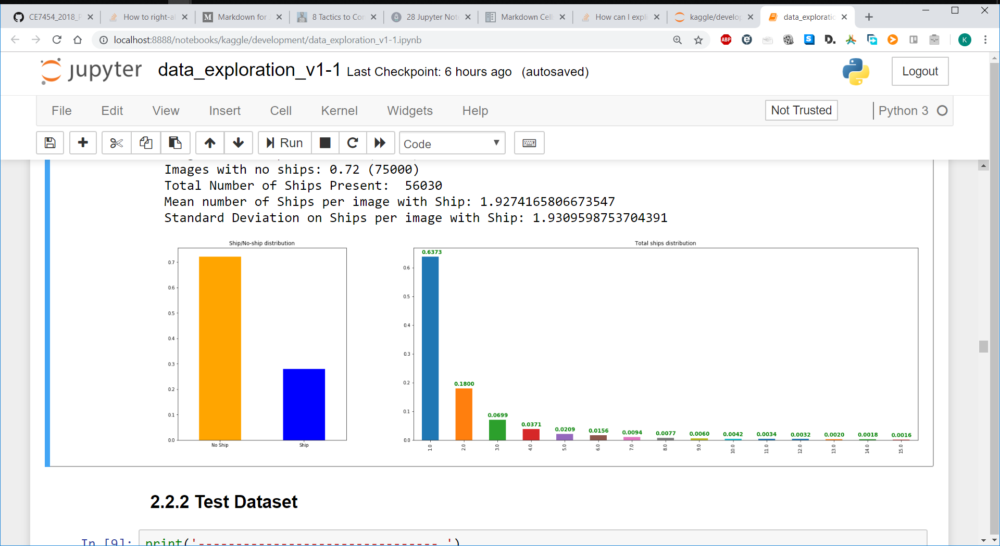 CE7454_2018_P
How to right-al
Markdown for J
8 Tactics to Con
28 Jupyter Note
Markdown Cell
How can I expli
kaggle/develop
data_exploratic
localhost:8888/notebooks/kaggle/development/data_exploration_v1-1.ipynb
ABP
S
D.
K
jupyter data_exploration_v1-1 Last Checkpoint: 6 hours ago (autosaved)
Logout
File Edit View Insert Cell Kernel Widgets Help
Not Trusted
Python 3
Run
Code
Images with no ships: 0.72 (75000)
Total Number of Ships Present:  56030
Mean number of Ships per image with Ship: 1.9274165806673547
Standard Deviation on Ships per image with Ship: 1.9309598753704391
Ship/No-ship distribution
0.7
0.6
0.5
0.4
0.3
0.2
0.1
0.0
No Ship Ship
Total ships distribution
0.6
0.5
0.4
0.3
0.2
0.1
0.0
0.6373 0.1800 0.0699 0.0371 0.0209 0.0156 0.0094 0.0077 0.0060 0.0042 0.0034 0.0032 0.0020 0.0018 0.0016
1.0 2.0 3.0 4.0 5.0 6.0 7.0 8.0 9.0 10.0 11.0 12.0 13.0 14.0 15.0
2.2.2 Test Dataset
In [9]: print('-------------------------------- ')